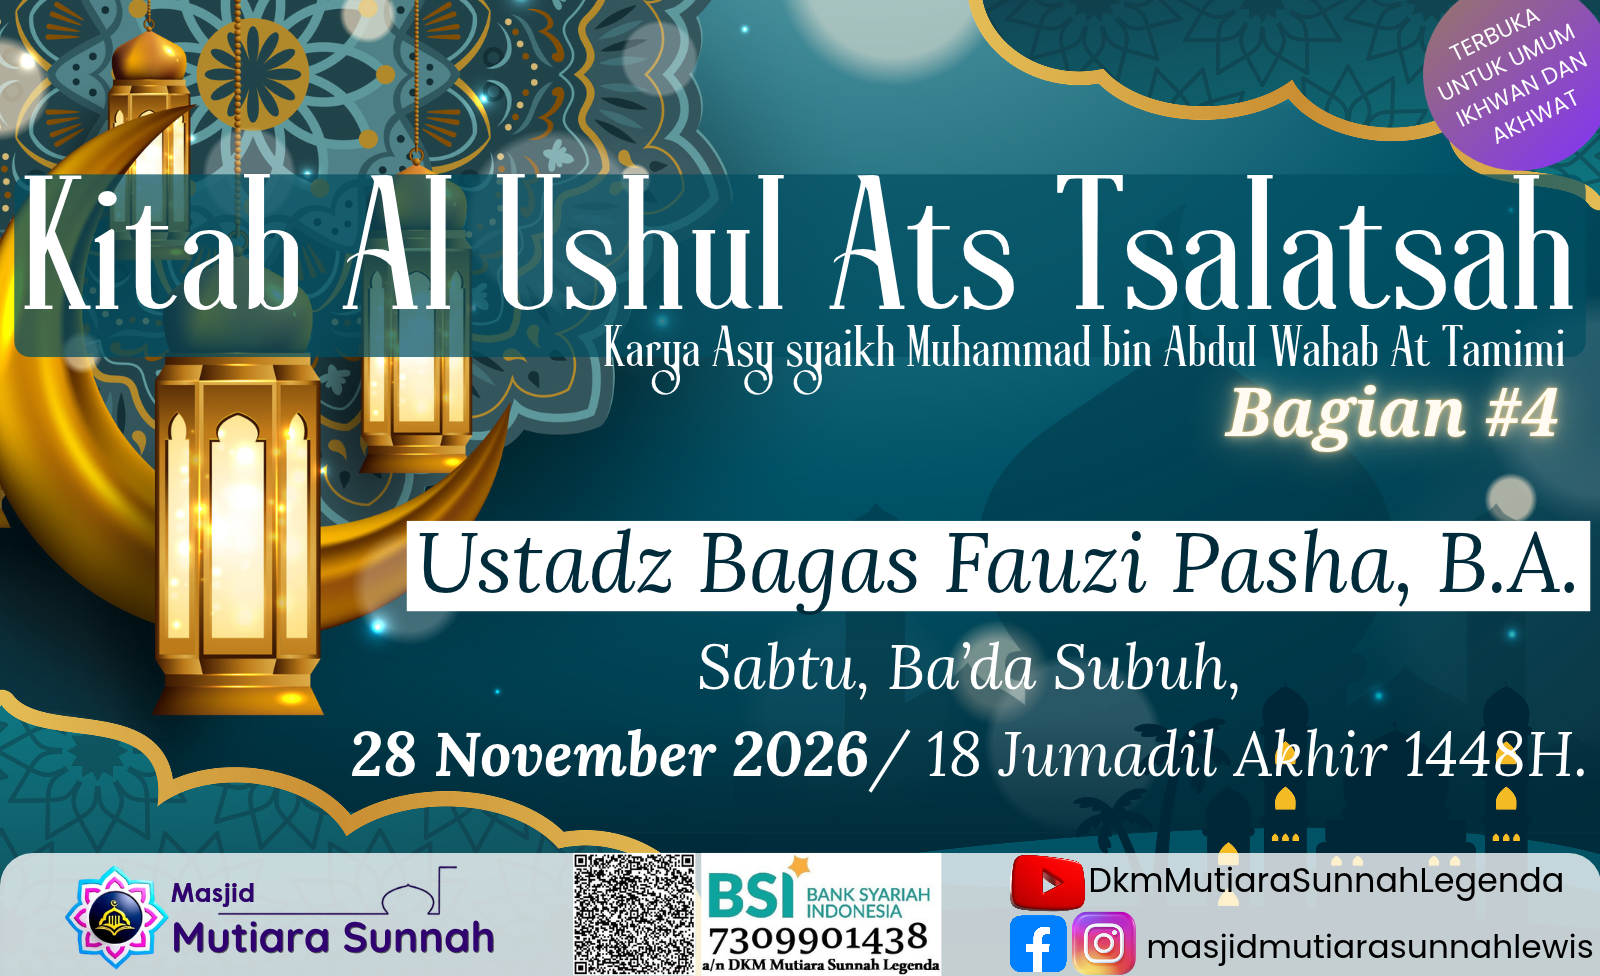 TERBUKA
UNTUK UMUM
IKHWAN DAN
AKHWAT
Kitab Al Ushul Ats Tsalatsah
Karya Asy syaikh Muhammad bin Abdul Wahab At Tamimi
Bagian #4
Ustadz Bagas Fauzi Pasha, B.A.
Sabtu, Ba’da Subuh,
28 November 2026 / 18 Jumadil Akhir 1448H.
Masjid
Mutiara Sunnah
BSI BANK SYARIAH
INDONESIA
7309901438
a/n DKM Mutiara Sunnah Legenda
DkmMutiaraSunnahLegenda
masjidmutiarasunnahlewis